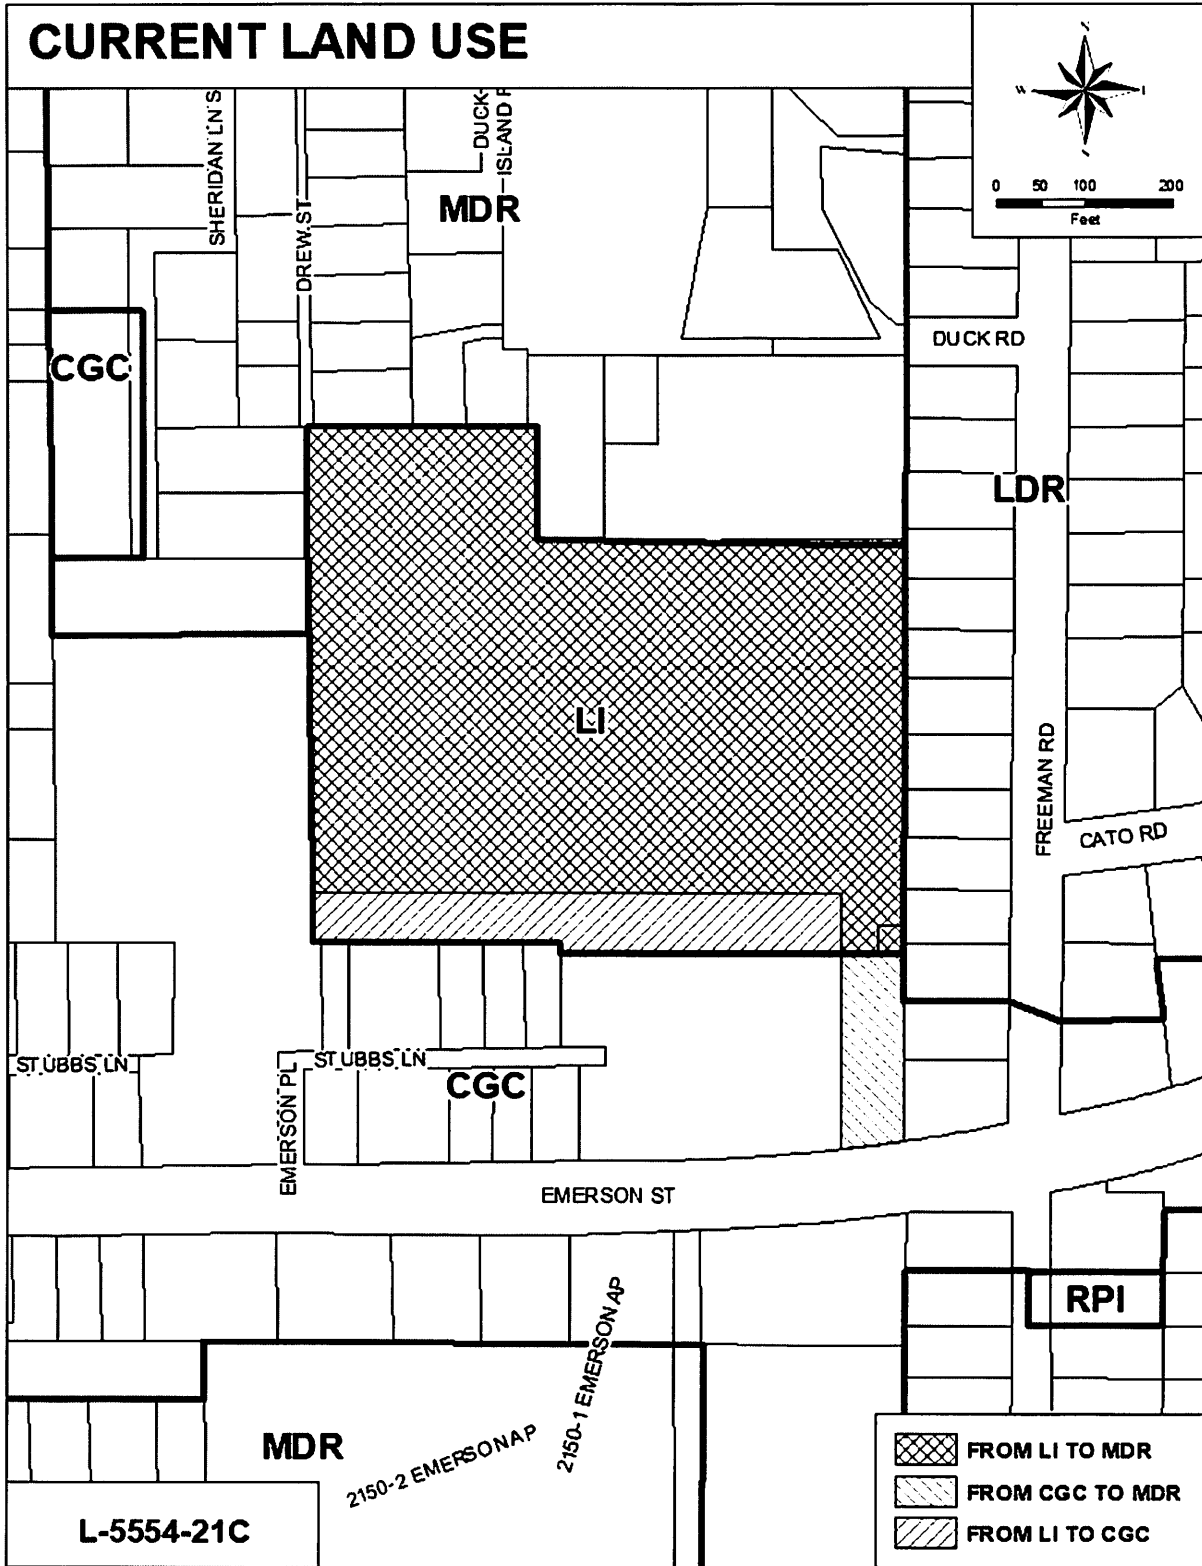 CURRENT LAND USE
N
W
0 50 100 200
Feet
SHERIDAN LN S
DREW ST
DUCK
ISLAND
MDR
CGC
DUCK RD
LDR
LI
FREEMAN RD
CATO RD
STUBBS LN
EMERSON PL
STUBBS LN
CGC
EMERSON ST
RPI
2150-1 EMERSON AP
2150-2 EMERSON AP
MDR
FROM LI TO MDR
FROM CGC TO MDR
FROM LI TO CGC
L-5554-21C